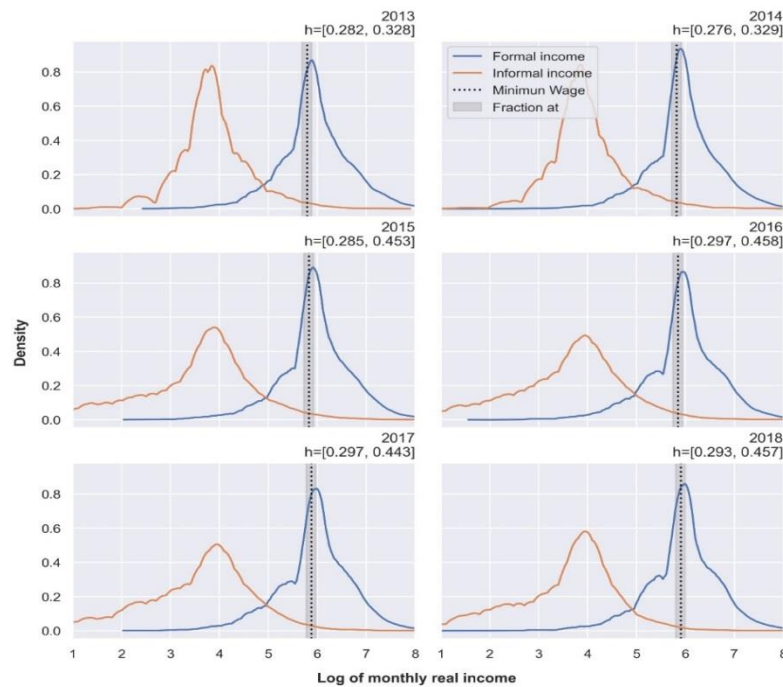 2013
h=[0.282, 0.328]
2014
h=[0.276, 0.329]
Formal income
Informal income
Minimun Wage
Fraction at
0.8
0.6
0.4
0.2
0.0
2015
h=[0.285, 0.453]
2016
h=[0.297, 0.458]
0.8
0.6
0.4
0.2
0.0
Density
2017
h=[0.297, 0.443]
2018
h=[0.293, 0.457]
0.8
0.6
0.4
0.2
0.0
1 2 3 4 5 6 7 8 1 2 3 4 5 6 7 8
Log of monthly real income